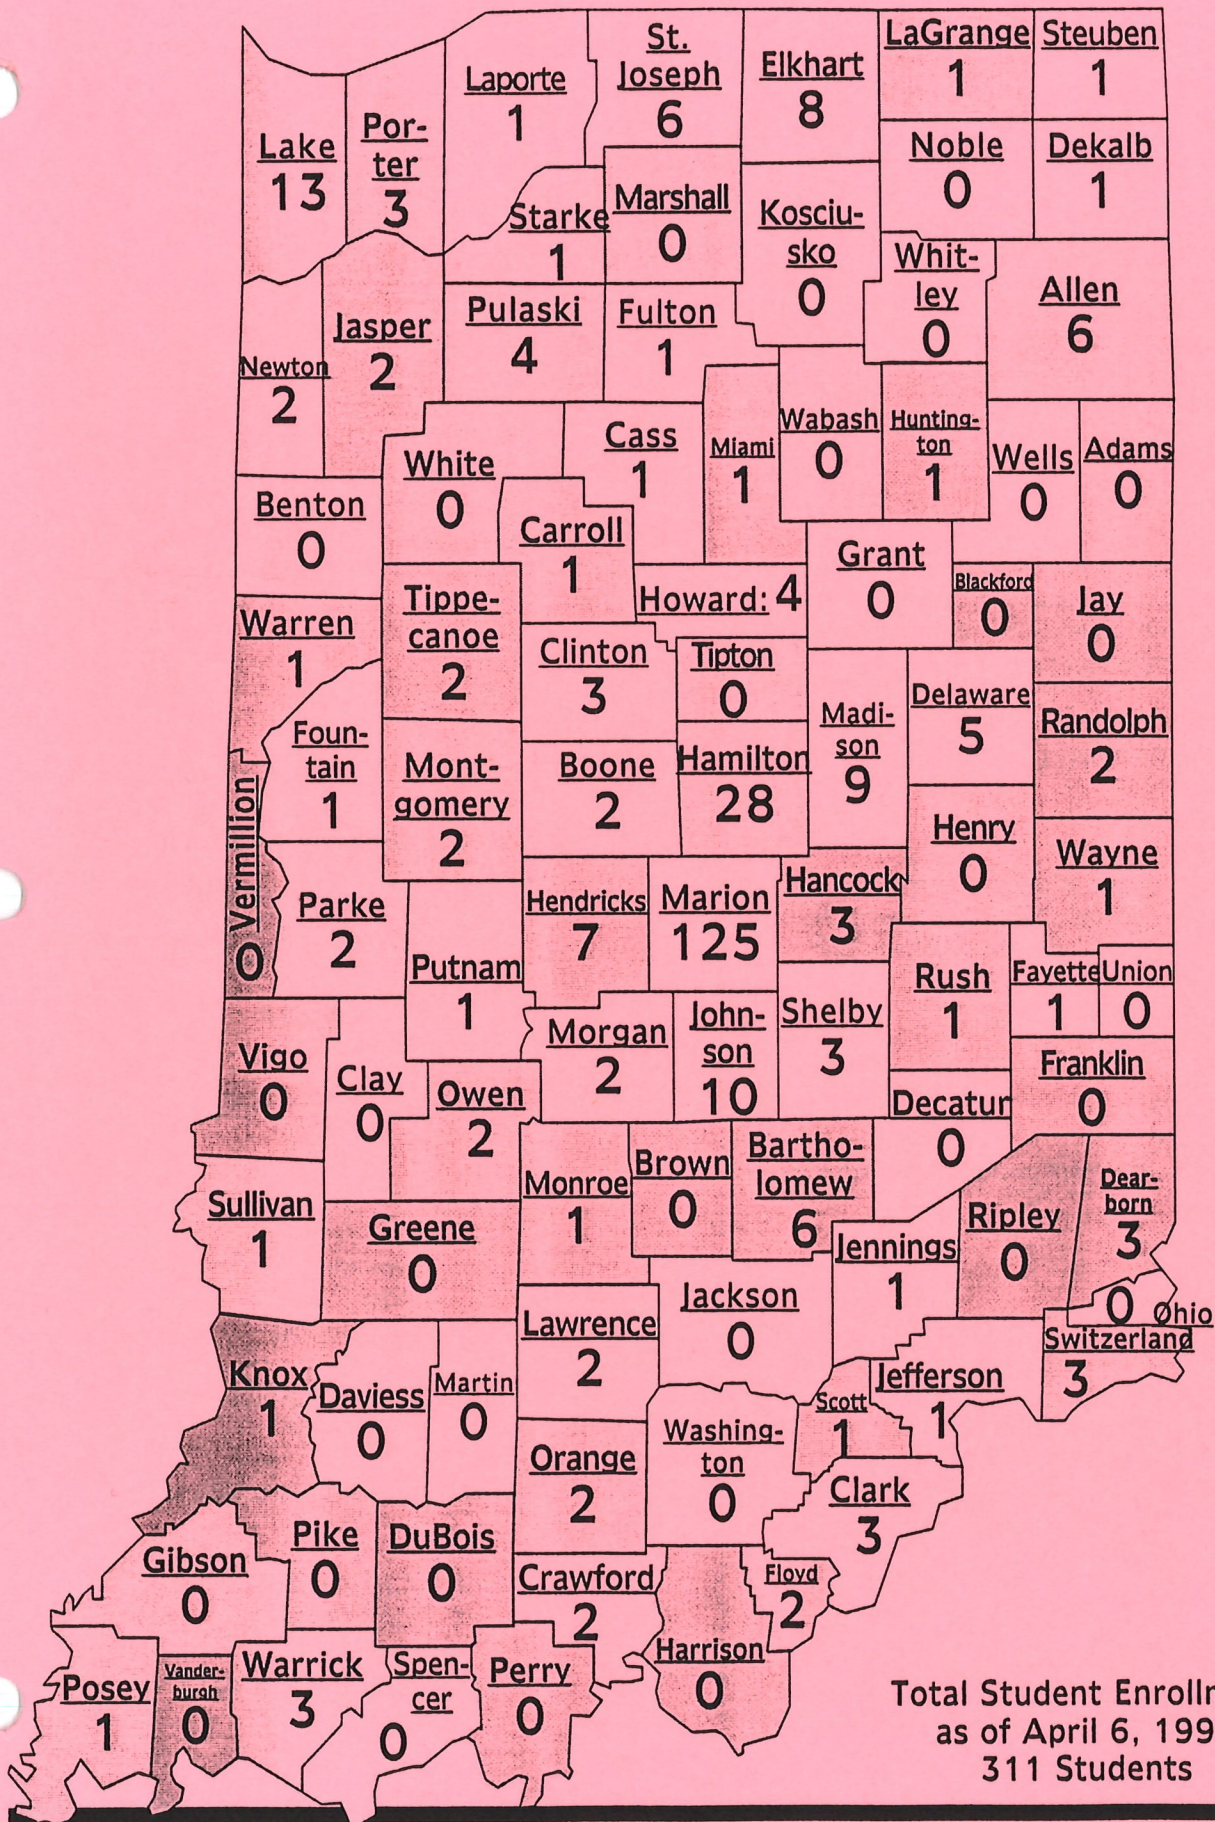 St.
Joseph
6
Elkhart
8
LaGrange
1
Steuben
1
Laporte
1
Lake
13
Por-
ter
3
Noble
0
Dekalb
1
Starke
1
Marshall
0
Kosciu-
sko
0
Whit-
ley
0
Allen
6
Newton
2
Jasper
2
Pulaski
4
Fulton
1
White
0
Cass
1
Miami
1
Wabash
0
Hunting-
ton
1
Wells
0
Adams
0
Benton
0
Carroll
1
Howard: 4
Grant
0
Blackford
0
Jay
0
Warren
1
Tippe-
canoe
2
Clinton
3
Tipton
0
Madi-
son
9
Delaware
5
Randolph
2
Foun-
tain
1
Mont-
gomery
2
Boone
2
Hamilton
28
Henry
0
Wayne
1
Vermillion
0
Parke
2
Putnam
1
Hendricks
7
Marion
125
Hancock
3
Rush
1
Fayette
1
Union
0
Vigo
0
Clay
0
Owen
2
Morgan
2
John-
son
10
Shelby
3
Decatur
0
Franklin
0
Sullivan
1
Greene
0
Monroe
1
Brown
0
Bartho-
lomew
6
Jennings
1
Ripley
0
Dear-
born
3
0 Ohio
Switzerland
3
Knox
1
Daviess
0
Martin
0
Lawrence
2
Jackson
0
Scott
1
Jefferson
1
Orange
2
Washing-
ton
0
Clark
3
Gibson
0
Pike
0
DuBois
0
Crawford
2
Floyd
2
Harrison
0
Posey
1
Vander-
burgh
0
Warrick
3
Spen-
cer
0
Perry
0
Total Student Enrollm
as of April 6, 199
311 Students